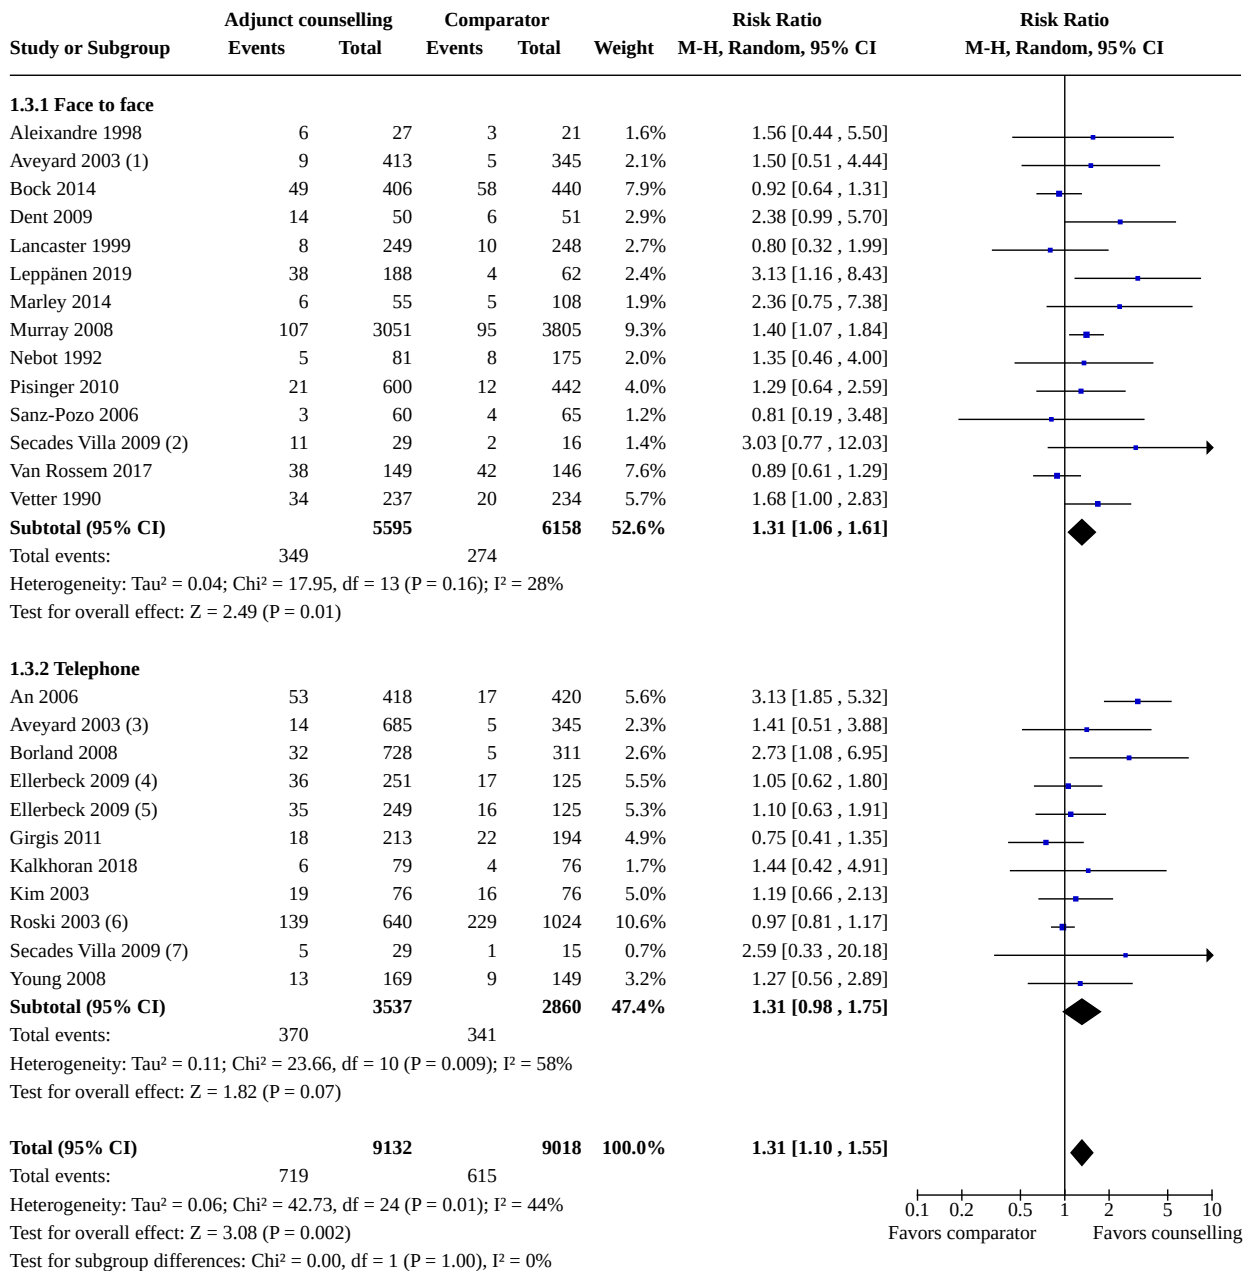 Adjunct counselling Comparator Risk Ratio Risk Ratio
Study or Subgroup Events Total Events Total Weight M-H, Random, 95% CI M-H, Random, 95% CI
1.3.1 Face to face
Aleixandre 1998 6 27 3 21 1.6% 1.56 [0.44 , 5.50]
Aveyard 2003 (1) 9 413 5 345 2.1% 1.50 [0.51 , 4.44]
Bock 2014 49 406 58 440 7.9% 0.92 [0.64 , 1.31]
Dent 2009 14 50 6 51 2.9% 2.38 [0.99 , 5.70]
Lancaster 1999 8 249 10 248 2.7% 0.80 [0.32 , 1.99]
Leppänen 2019 38 188 4 62 2.4% 3.13 [1.16 , 8.43]
Marley 2014 6 55 5 108 1.9% 2.36 [0.75 , 7.38]
Murray 2008 107 3051 95 3805 9.3% 1.40 [1.07 , 1.84]
Nebot 1992 5 81 8 175 2.0% 1.35 [0.46 , 4.00]
Pisinger 2010 21 600 12 442 4.0% 1.29 [0.64 , 2.59]
Sanz-Pozo 2006 3 60 4 65 1.2% 0.81 [0.19 , 3.48]
Secades Villa 2009 (2) 11 29 2 16 1.4% 3.03 [0.77 , 12.03]
Van Rossem 2017 38 149 42 146 7.6% 0.89 [0.61 , 1.29]
Vetter 1990 34 237 20 234 5.7% 1.68 [1.00 , 2.83]
Subtotal (95% CI) 5595 6158 52.6% 1.31 [1.06 , 1.61]
Total events: 349 274
Heterogeneity: Tau² = 0.04; Chi² = 17.95, df = 13 (P = 0.16); I² = 28%
Test for overall effect: Z = 2.49 (P = 0.01)
1.3.2 Telephone
An 2006 53 418 17 420 5.6% 3.13 [1.85 , 5.32]
Aveyard 2003 (3) 14 685 5 345 2.3% 1.41 [0.51 , 3.88]
Borland 2008 32 728 5 311 2.6% 2.73 [1.08 , 6.95]
Ellerbeck 2009 (4) 36 251 17 125 5.5% 1.05 [0.62 , 1.80]
Ellerbeck 2009 (5) 35 249 16 125 5.3% 1.10 [0.63 , 1.91]
Girgis 2011 18 213 22 194 4.9% 0.75 [0.41 , 1.35]
Kalkhoran 2018 6 79 4 76 1.7% 1.44 [0.42 , 4.91]
Kim 2003 19 76 16 76 5.0% 1.19 [0.66 , 2.13]
Roski 2003 (6) 139 640 229 1024 10.6% 0.97 [0.81 , 1.17]
Secades Villa 2009 (7) 5 29 1 15 0.7% 2.59 [0.33 , 20.18]
Young 2008 13 169 9 149 3.2% 1.27 [0.56 , 2.89]
Subtotal (95% CI) 3537 2860 47.4% 1.31 [0.98 , 1.75]
Total events: 370 341
Heterogeneity: Tau² = 0.11; Chi² = 23.66, df = 10 (P = 0.009); I² = 58%
Test for overall effect: Z = 1.82 (P = 0.07)
Total (95% CI) 9132 9018 100.0% 1.31 [1.10 , 1.55]
Total events: 719 615
Heterogeneity: Tau² = 0.06; Chi² = 42.73, df = 24 (P = 0.01); I² = 44%
Test for overall effect: Z = 3.08 (P = 0.002)
Test for subgroup differences: Chi² = 0.00, df = 1 (P = 1.00), I² = 0%
0.1 0.2 0.5 1 2 5 10
Favors comparator Favors counselling